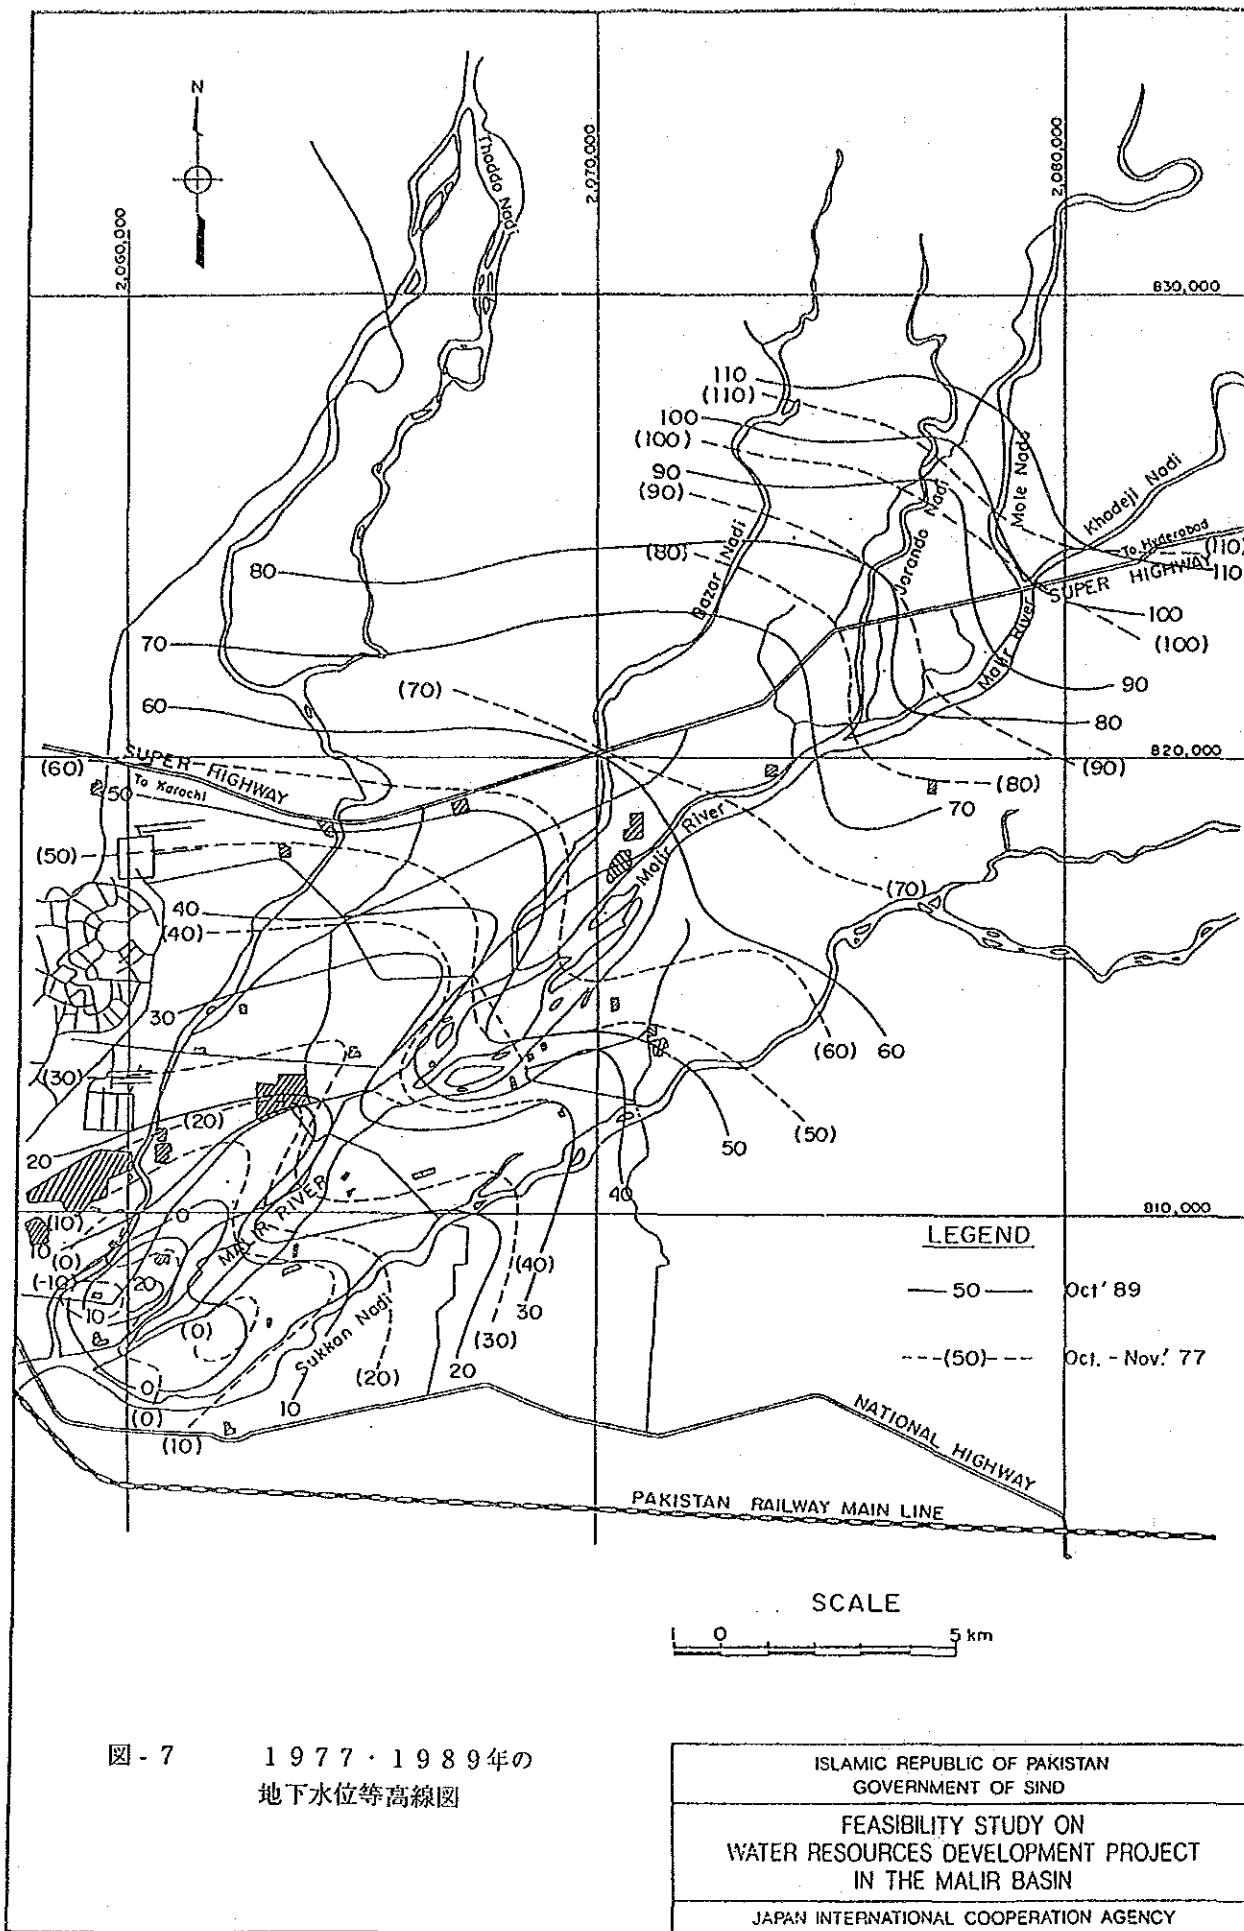 N
Thoddo Nadi
2,060,000
2,070,000
2,080,000
830,000
110
(110)
100
(100)
90
(90)
Mole Nadi
Khadeji Nadi
(80)
80
Bazar Nadi
Jarando Nadi
To Hyderabad
(110)
SUPER HIGHWAY
110
100
(100)
70
Malir River
(70)
90
60
80
820,000
SUPER HIGHWAY
(60)
To Karachi
(90)
(80)
50
70
Malir River
(50)
(70)
40
(40)
30
(60)
60
(30)
(20)
(50)
50
20
40
810,000
(10)
0
MALIR RIVER
LEGEND
10
(0)
(40)
(-10)
20
50 Oct' 89
10
30
(0)
(30)
Sukkan Nadi
(50) Oct. - Nov.' 77
(20)
20
0
10
(0)
(10)
NATIONAL HIGHWAY
PAKISTAN RAILWAY MAIN LINE
SCALE
1 0 5 km
図 - 7 1977・1989年の
地下水位等高線図
ISLAMIC REPUBLIC OF PAKISTAN
GOVERNMENT OF SIND
FEASIBILITY STUDY ON
WATER RESOURCES DEVELOPMENT PROJECT
IN THE MALIR BASIN
JAPAN INTERNATIONAL COOPERATION AGENCY